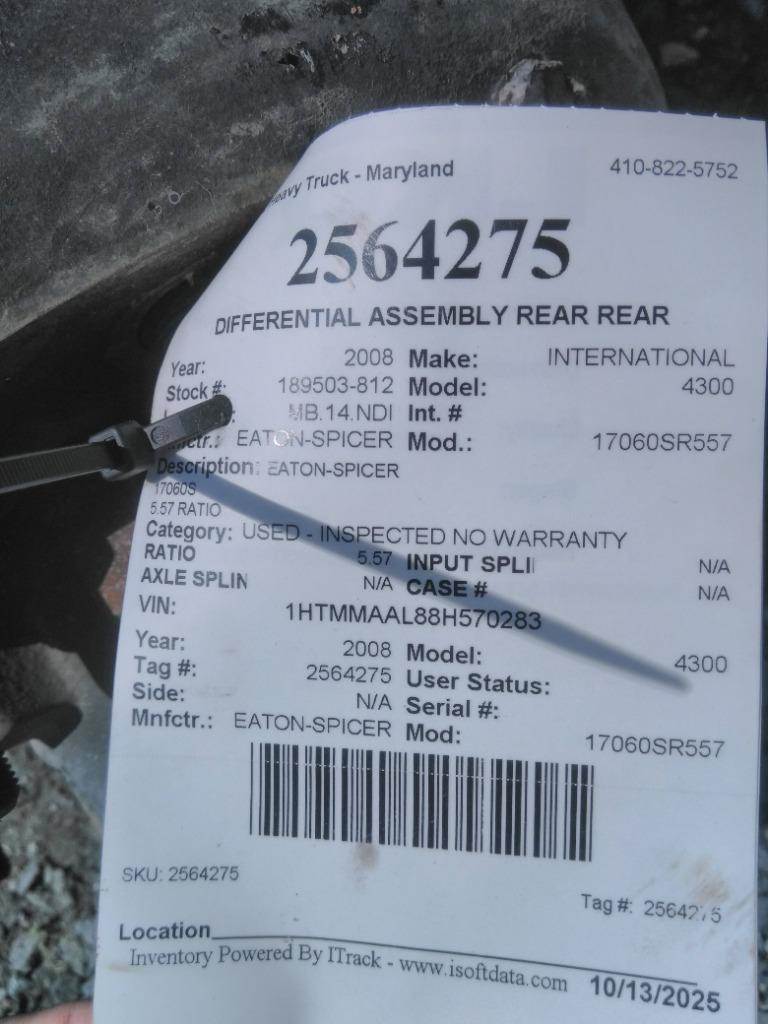 Truck - Maryland 410-822-5752
2564275
DIFFERENTIAL ASSEMBLY REAR REAR
Year: 2008 Make: INTERNATIONAL
Stock #: 189503-812 Model: 4300
MB.14.NDI Int. #
EATON-SPICER Mod.: 17060SR557
Description: EATON-SPICER
17060S
5.57 RATIO
Category: USED - INSPECTED NO WARRANTY
RATIO 5.57 INPUT SPLI N/A
AXLE SPLIN N/A CASE # N/A
VIN: 1HTMMAAL88H570283
Year: 2008 Model: 4300
Tag #: 2564275 User Status:
Side: N/A Serial #:
Mnfctr.: EATON-SPICER Mod: 17060SR557
SKU: 2564275
Tag #: 2564275
Location
Inventory Powered By ITrack - www.isoftdata.com 10/13/2025